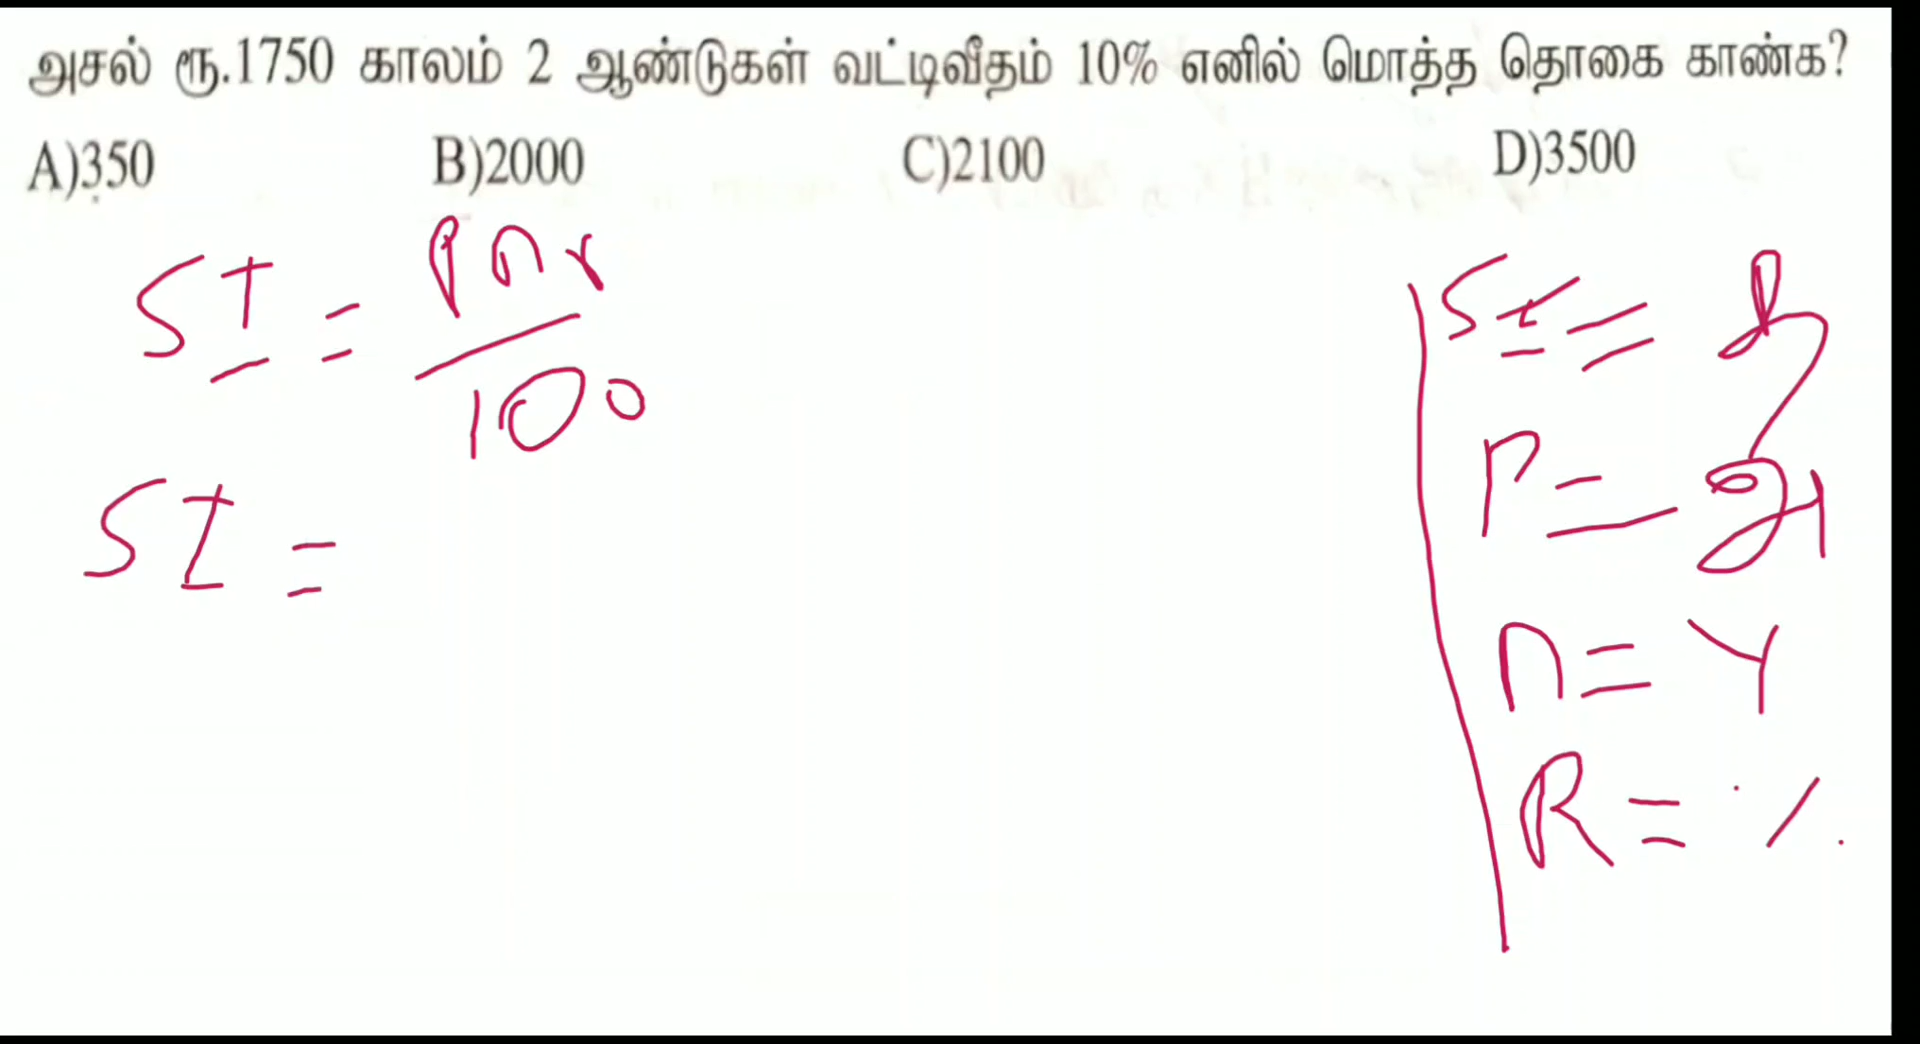 அசல் ரூ.1750 காலம் 2 ஆண்டுகள் வட்டிவீதம் 10% எனில் மொத்த தொகை காண்க?
A)350 B)2000 C)2100 D)3500
SI = pnr
100
SI =
SI =
P = அ
n = Y
R = %